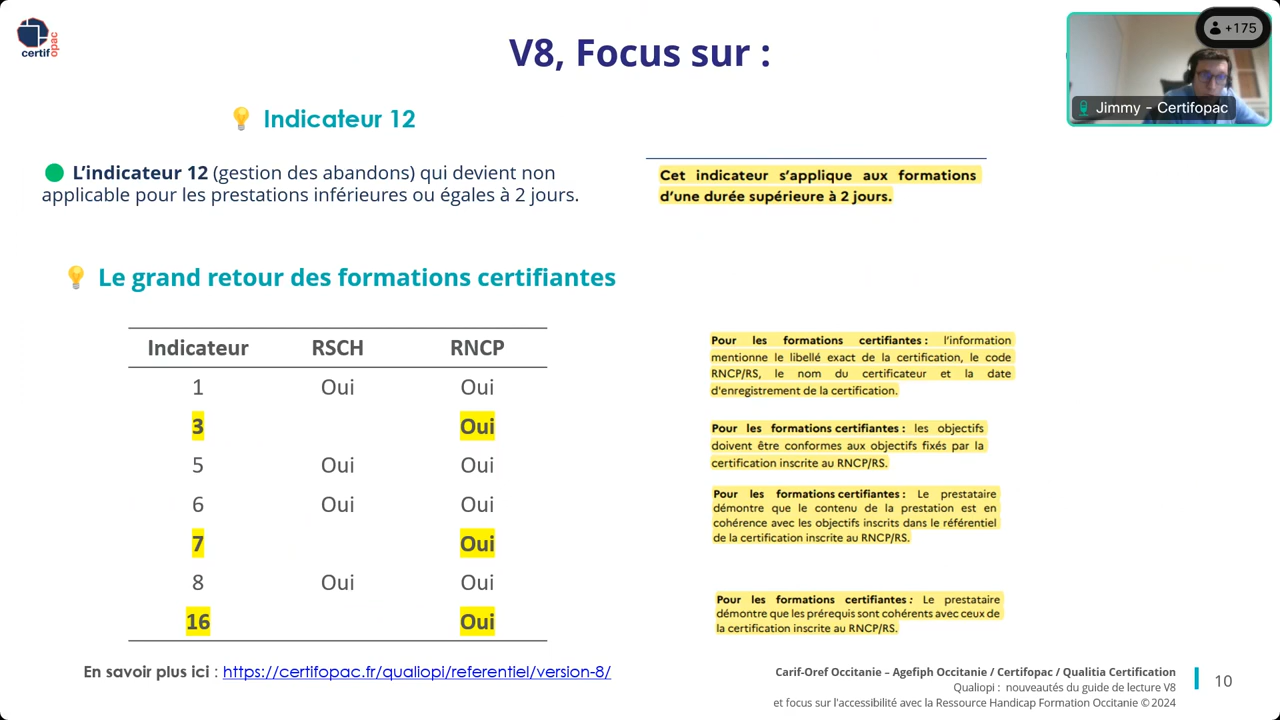 certif
opac
V8, Focus sur :
+175
Jimmy - Certifopac
Indicateur 12
L’indicateur 12 (gestion des abandons) qui devient non
applicable pour les prestations inférieures ou égales à 2 jours.
Cet indicateur s’applique aux formations
d’une durée supérieure à 2 jours.
Le grand retour des formations certifiantes
Indicateur RSCH RNCP
1 Oui Oui
3 Oui
5 Oui Oui
6 Oui Oui
7 Oui
8 Oui Oui
16 Oui
Pour les formations certifiantes : l’information
mentionne le libellé exact de la certification, le code
RNCP/RS, le nom du certificateur et la date
d'enregistrement de la certification.
Pour les formations certifiantes : les objectifs
doivent être conformes aux objectifs fixés par la
certification inscrite au RNCP/RS.
Pour les formations certifiantes : Le prestataire
démontre que le contenu de la prestation est en
cohérence avec les objectifs inscrits dans le référentiel
de la certification inscrite au RNCP/RS.
Pour les formations certifiantes : Le prestataire
démontre que les prérequis sont cohérents avec ceux de
la certification inscrite au RNCP/RS.
En savoir plus ici : https://certifopac.fr/qualiopi/referentiel/version-8/
Carif-Oref Occitanie – Agefiph Occitanie / Certifopac / Qualitia Certification
Qualiopi : nouveautés du guide de lecture V8
et focus sur l'accessibilité avec la Ressource Handicap Formation Occitanie © 2024
10